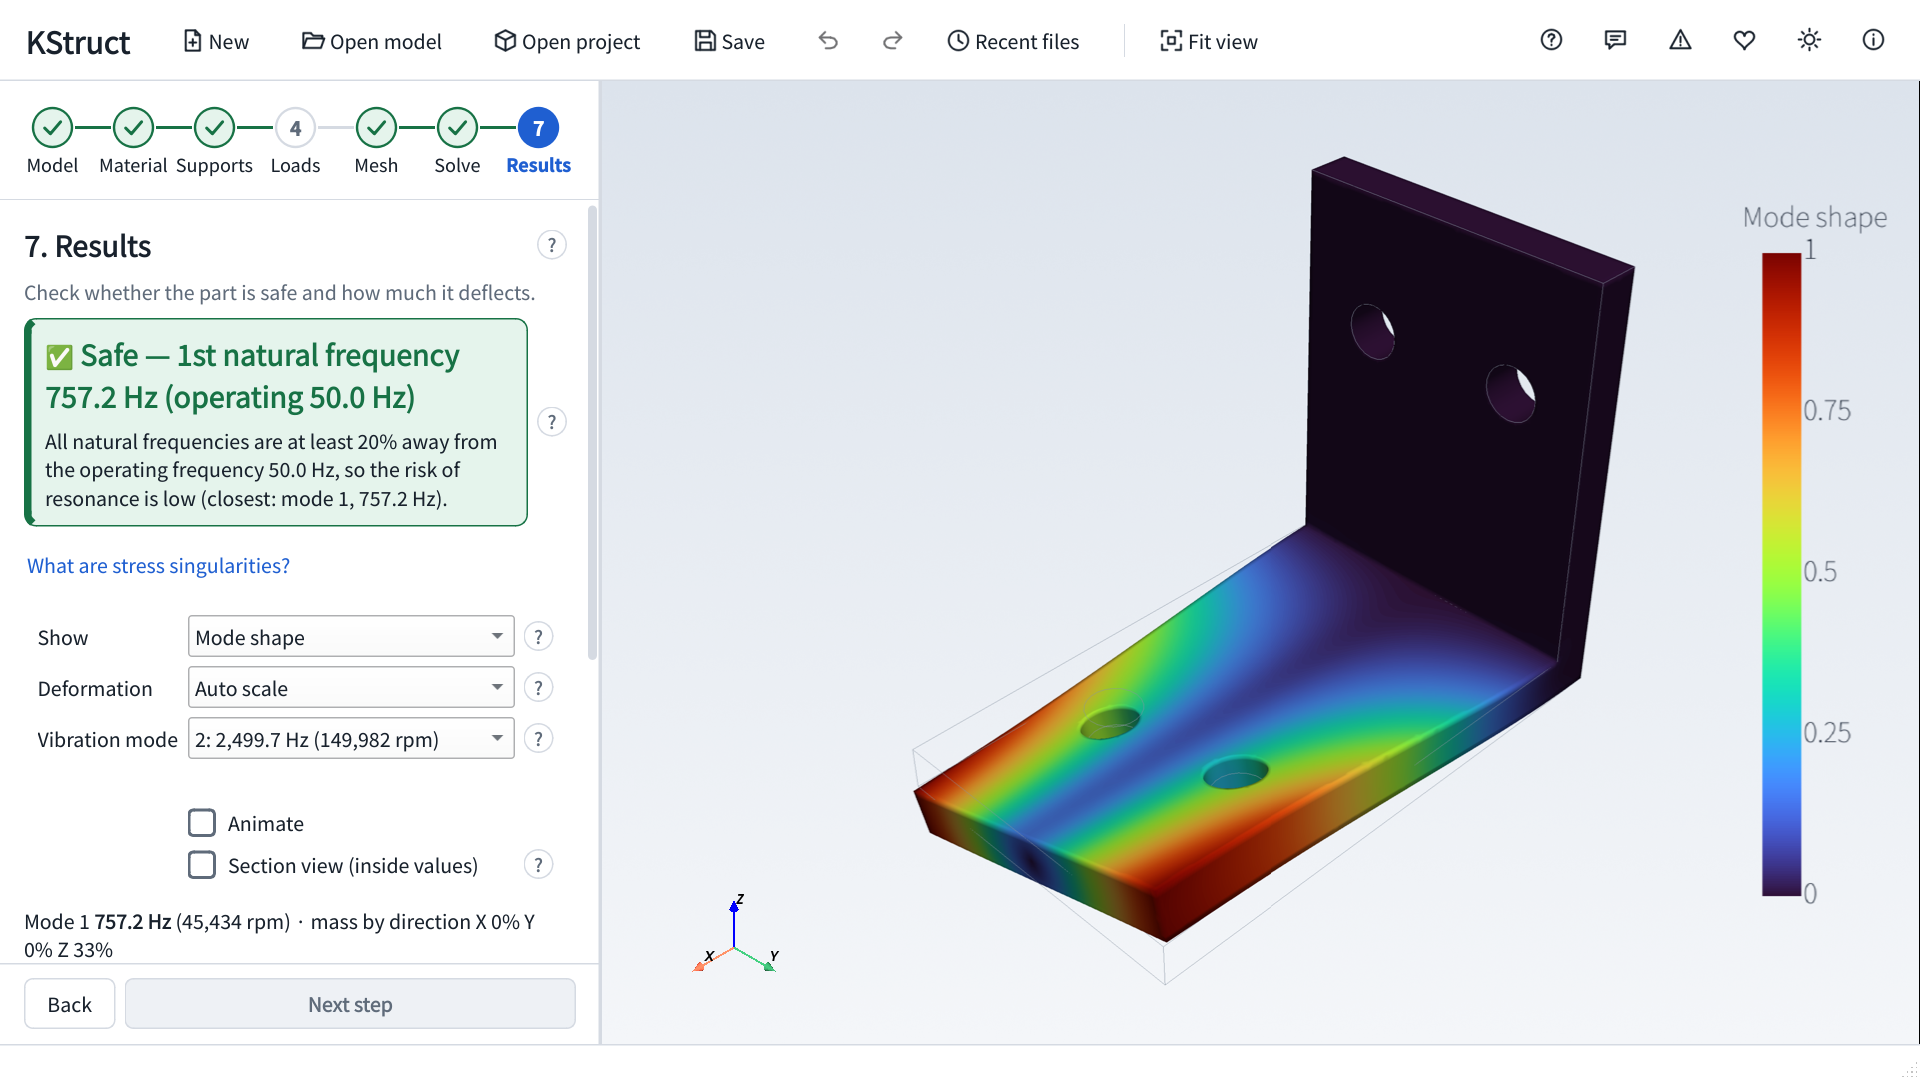 KStruct
New
Open model
Open project
Save
Recent files
Fit view
4
7
Model
Material
Supports
Loads
Mesh
Solve
Results
7. Results
?
Check whether the part is safe and how much it deflects.
✅ Safe — 1st natural frequency
757.2 Hz (operating 50.0 Hz)
All natural frequencies are at least 20% away from
the operating frequency 50.0 Hz, so the risk of
resonance is low (closest: mode 1, 757.2 Hz).
?
What are stress singularities?
Show
Mode shape
?
Deformation
Auto scale
?
Vibration mode
2: 2,499.7 Hz (149,982 rpm)
?
Animate
Section view (inside values)
?
Mode 1 757.2 Hz (45,434 rpm) · mass by direction X 0% Y
0% Z 33%
Back
Next step
Mode shape
1
0.75
0.5
0.25
0
Z
X
Y